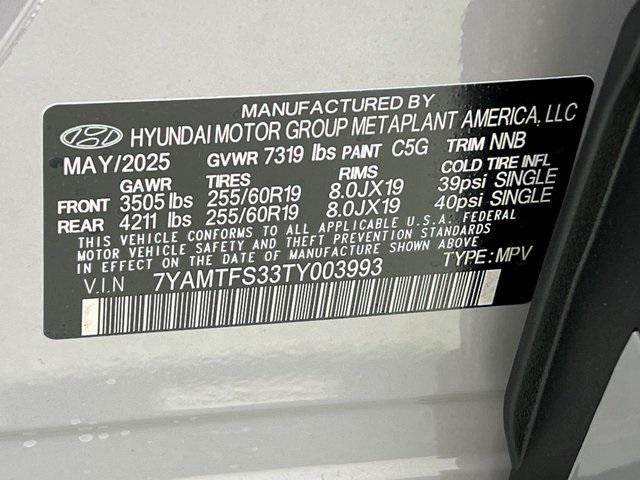 MANUFACTURED BY
HYUNDAI MOTOR GROUP METAPLANT AMERICA, LLC
MAY/2025 GVWR 7319 lbs PAINT C5G TRIM NNB
GAWR TIRES RIMS COLD TIRE INFL
FRONT 3505 lbs 255/60R19 8.0JX19 39psi SINGLE
REAR 4211 lbs 255/60R19 8.0JX19 40psi SINGLE
THIS VEHICLE CONFORMS TO ALL APPLICABLE U.S.A. FEDERAL
MOTOR VEHICLE SAFETY AND THEFT PREVENTION STANDARDS
IN EFFECT ON THE DATE OF MANUFACTURE SHOWN ABOVE.
V.I.N 7YAMTFS33TY003993 TYPE:MPV